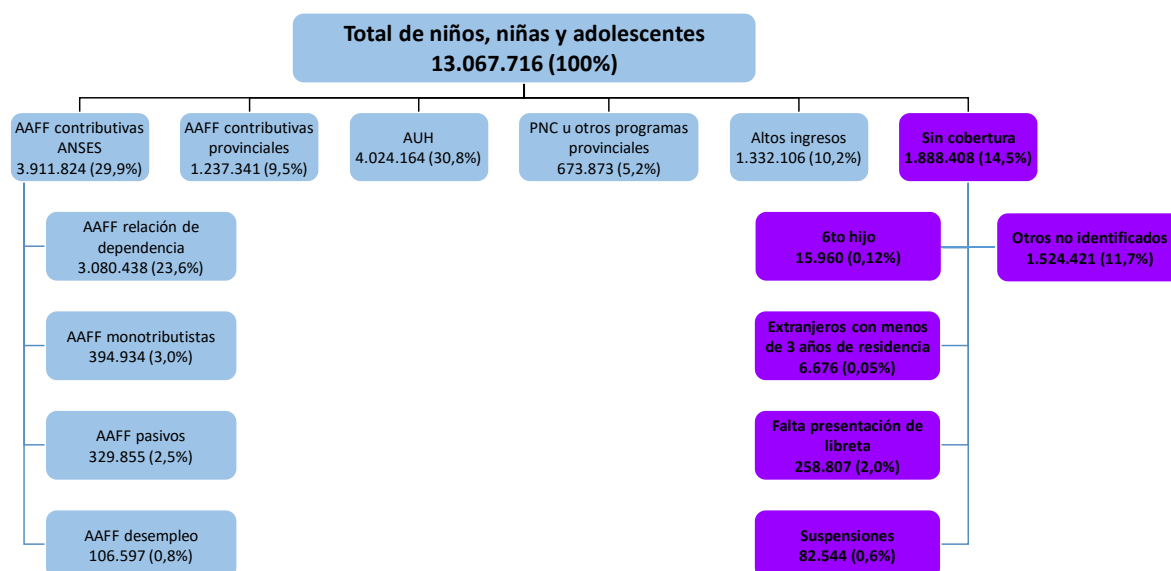 Total de niños, niñas y adolescentes
13.067.716 (100%)
AAFF contributivas
ANSES
3.911.824 (29,9%)
AAFF contributivas
provinciales
1.237.341 (9,5%)
AUH
4.024.164 (30,8%)
PNC u otros programas
provinciales
673.873 (5,2%)
Altos ingresos
1.332.106 (10,2%)
Sin cobertura
1.888.408 (14,5%)
AAFF relación de
dependencia
3.080.438 (23,6%)
AAFF monotributistas
394.934 (3,0%)
AAFF pasivos
329.855 (2,5%)
AAFF desempleo
106.597 (0,8%)
6to hijo
15.960 (0,12%)
Otros no identificados
1.524.421 (11,7%)
Extranjeros con menos
de 3 años de residencia
6.676 (0,05%)
Falta presentación de
libreta
258.807 (2,0%)
Suspensiones
82.544 (0,6%)